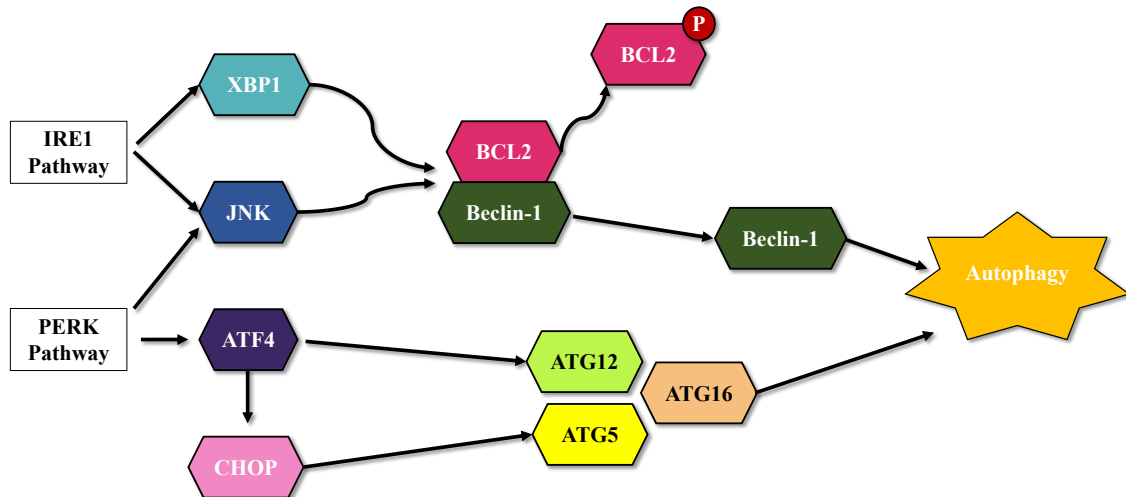 P
BCL2
XBP1
IRE1
Pathway
BCL2
JNK
Beclin-1
Beclin-1
Autophagy
PERK
Pathway
ATF4
ATG12
ATG16
ATG5
CHOP